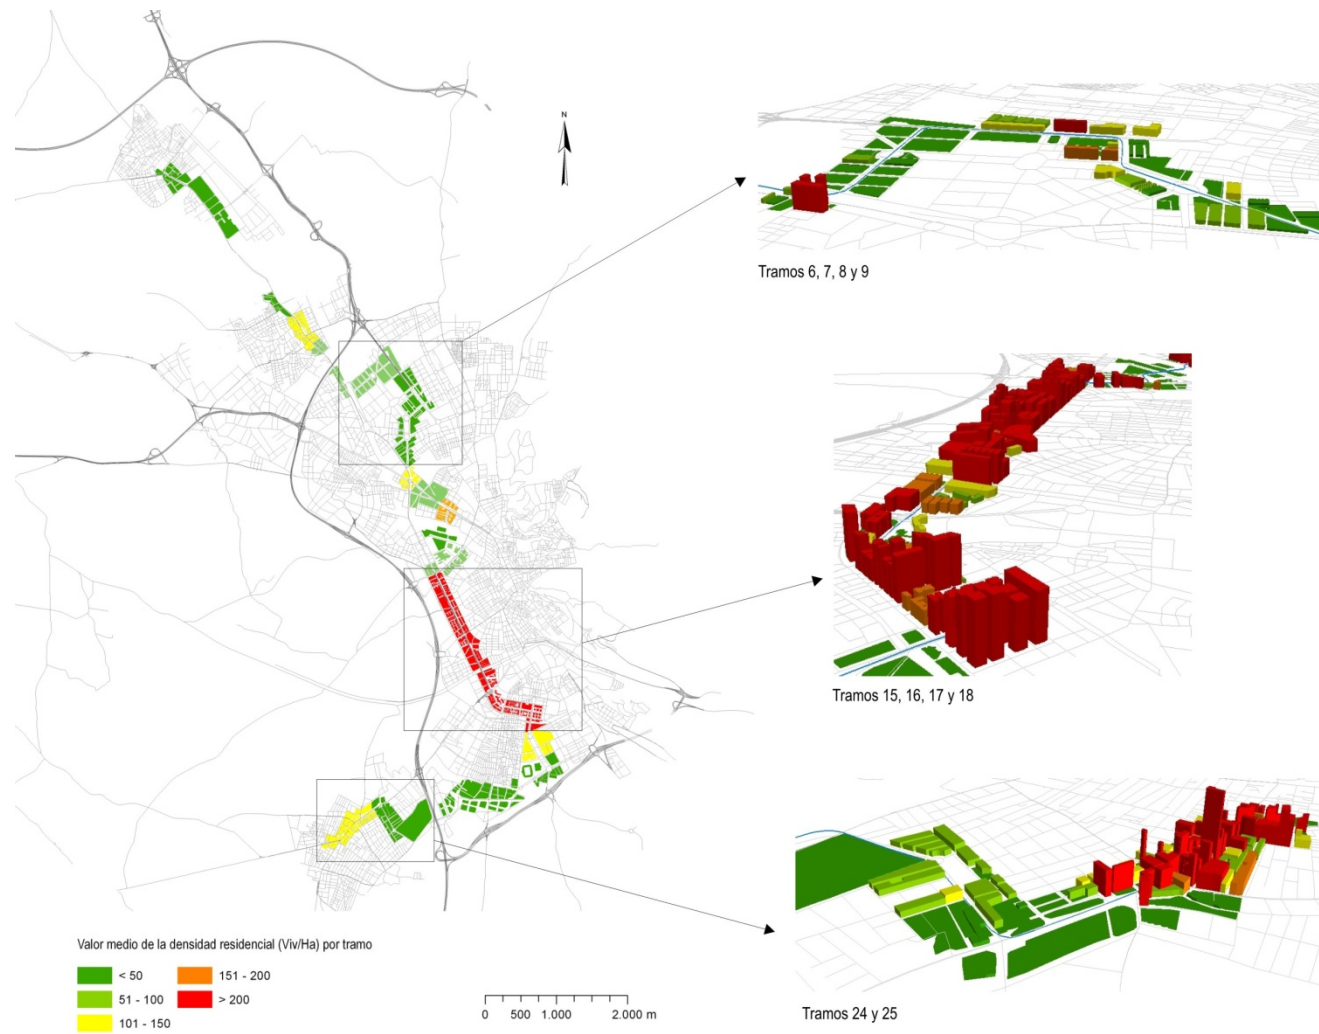 N
Tramos 6, 7, 8 y 9
Tramos 15, 16, 17 y 18
Tramos 24 y 25
Valor medio de la densidad residencial (Viv/Ha) por tramo
< 50
151 - 200
51 - 100
> 200
101 - 150
0 500 1.000 2.000 m